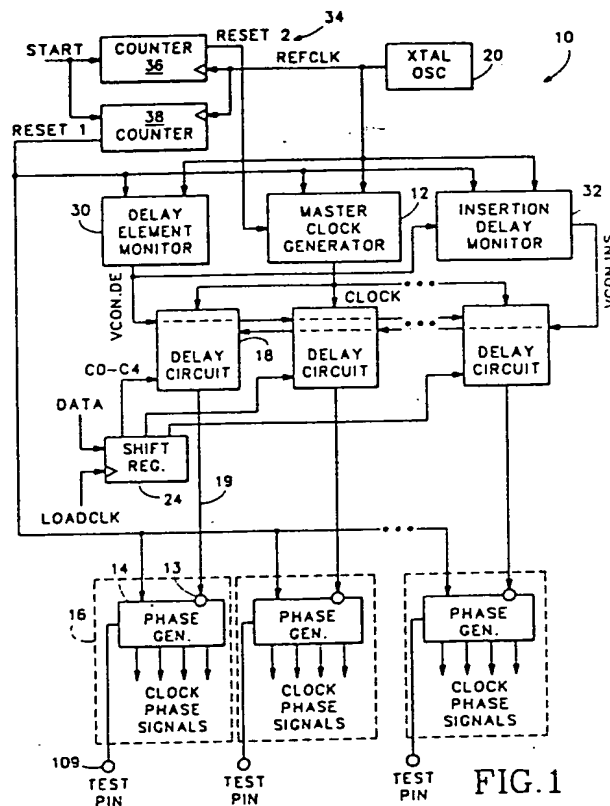 34
START
COUNTER
36
RESET 2
REFCLK
XTAL
OSC
20
10
38
COUNTER
RESET 1
30
DELAY
ELEMENT
MONITOR
MASTER
CLOCK
GENERATOR
12
INSERTION
DELAY
MONITOR
32
VCON.DE
VCON.INS
CLOCK
DELAY
CIRCUIT
18
DELAY
CIRCUIT
DELAY
CIRCUIT
CO-C4
DATA
SHIFT
REG.
24
LOADCLK
19
16
14
13
PHASE
GEN.
CLOCK
PHASE
SIGNALS
PHASE
GEN.
CLOCK
PHASE
SIGNALS
PHASE
GEN.
CLOCK
PHASE
SIGNALS
109
TEST
PIN
TEST
PIN
TEST
PIN
FIG.1